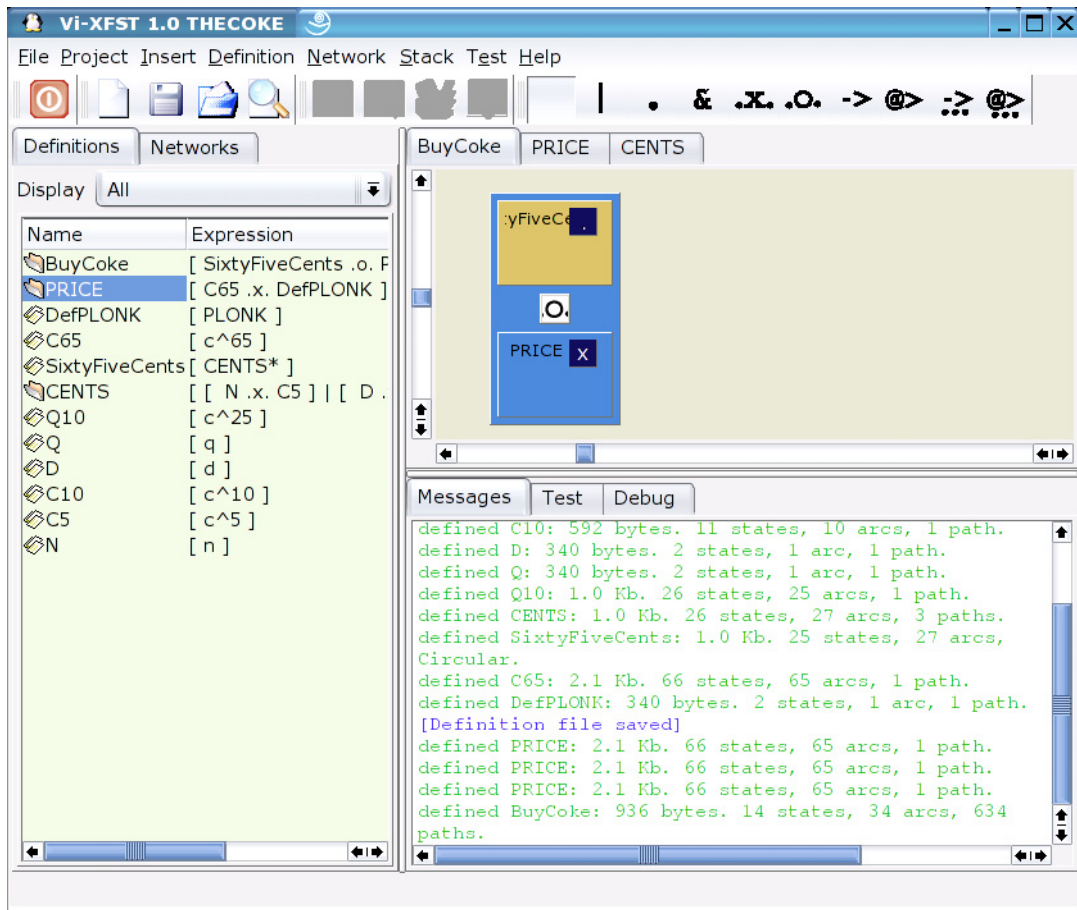 Vi-XFST 1.0 THECOKE
File Project Insert Definition Network Stack Test Help
| . & .x. .o. -> @> .-> @>
Definitions Networks
Display All
Name Expression
BuyCoke [ SixtyFiveCents .o. P
PRICE [ C65 .x. DefPLONK ]
DefPLONK [ PLONK ]
C65 [ c^65 ]
SixtyFiveCents [ CENTS* ]
CENTS [ [ N .x. C5 ] | [ D .
Q10 [ c^25 ]
Q [ q ]
D [ d ]
C10 [ c^10 ]
C5 [ c^5 ]
N [ n ]
BuyCoke PRICE CENTS
:yFiveCe .
.o.
PRICE x
Messages Test Debug
defined C10: 592 bytes. 11 states, 10 arcs, 1 path.
defined D: 340 bytes. 2 states, 1 arc, 1 path.
defined Q: 340 bytes. 2 states, 1 arc, 1 path.
defined Q10: 1.0 Kb. 26 states, 25 arcs, 1 path.
defined CENTS: 1.0 Kb. 26 states, 27 arcs, 3 paths.
defined SixtyFiveCents: 1.0 Kb. 25 states, 27 arcs,
Circular.
defined C65: 2.1 Kb. 66 states, 65 arcs, 1 path.
defined DefPLONK: 340 bytes. 2 states, 1 arc, 1 path.
[Definition file saved]
defined PRICE: 2.1 Kb. 66 states, 65 arcs, 1 path.
defined PRICE: 2.1 Kb. 66 states, 65 arcs, 1 path.
defined PRICE: 2.1 Kb. 66 states, 65 arcs, 1 path.
defined BuyCoke: 936 bytes. 14 states, 34 arcs, 634
paths.